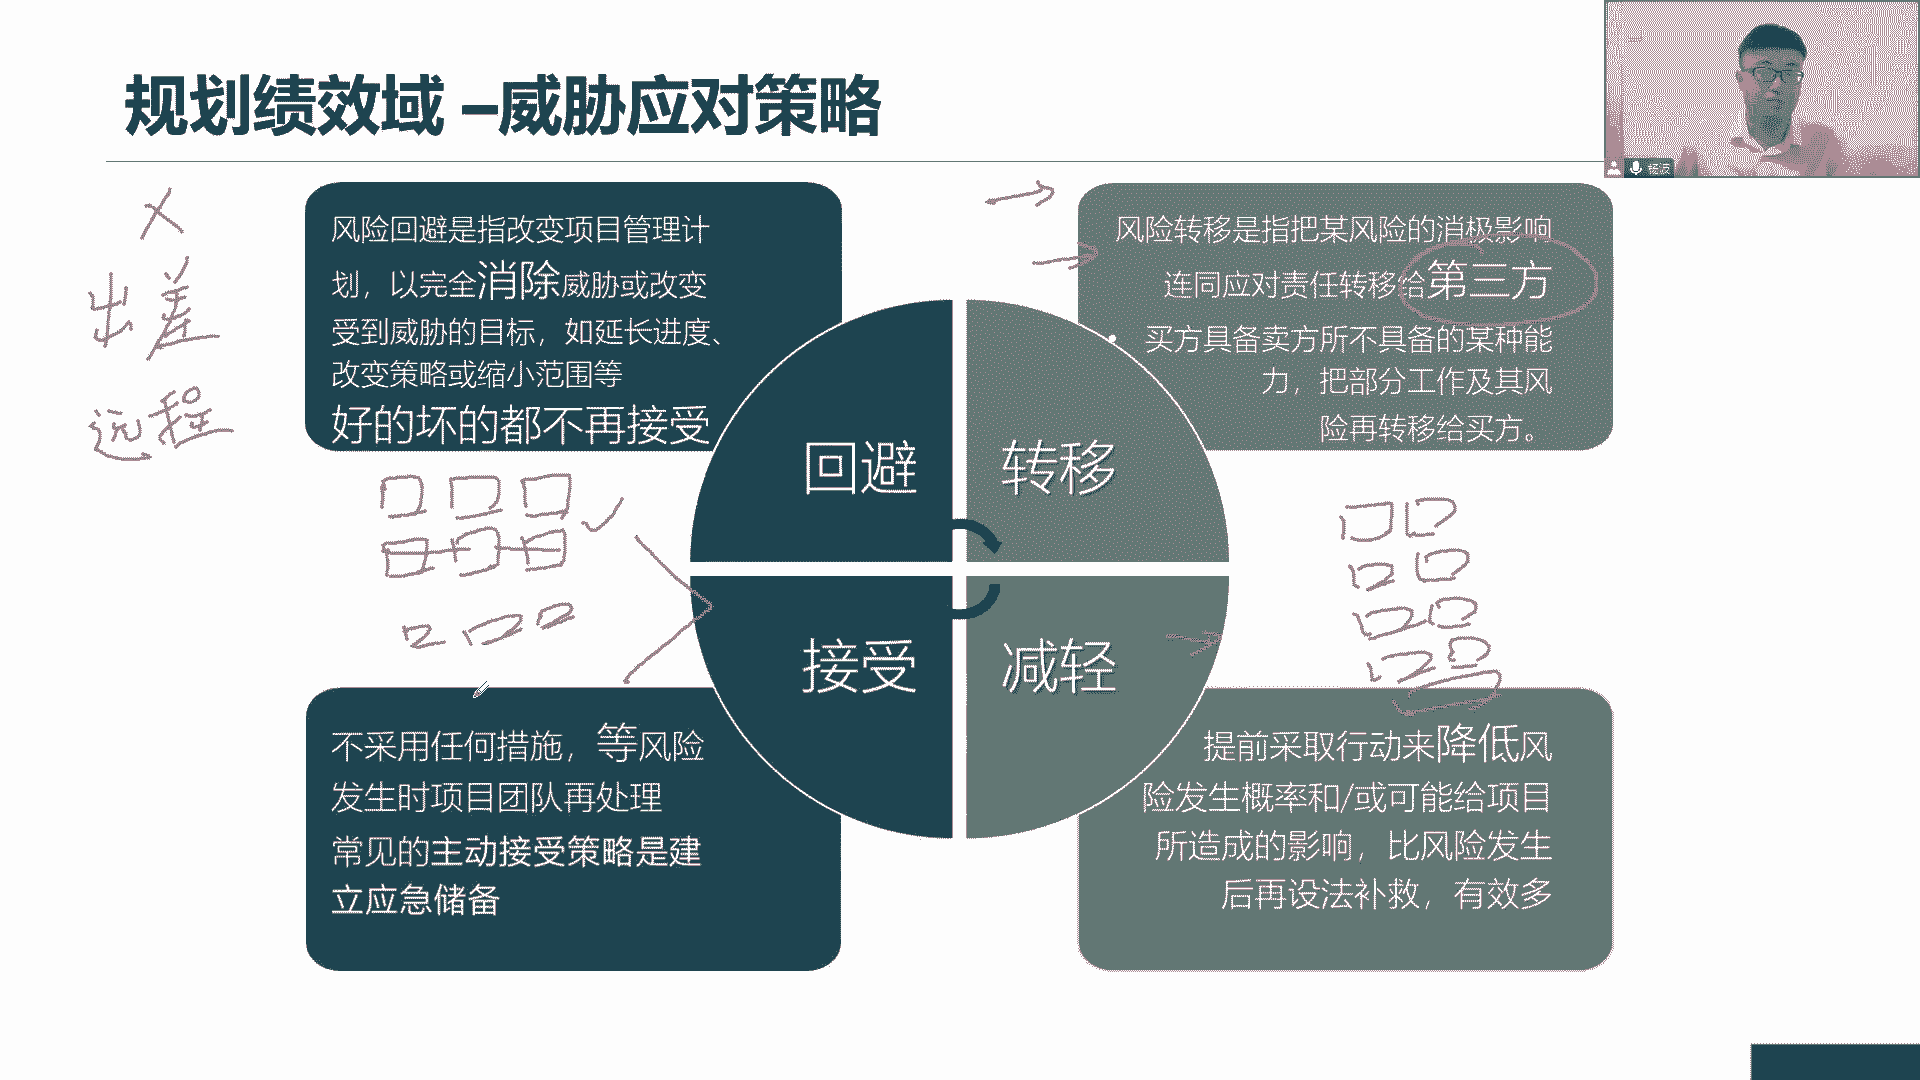 规划绩效域 –威胁应对策略
杨波
出差
远程
风险回避是指改变项目管理计
划，以完全消除威胁或改变
受到威胁的目标，如延长进度、
改变策略或缩小范围等
好的坏的都不再接受
风险转移是指把某风险的消极影响
连同应对责任转移给第三方
买方具备卖方所不具备的某种能
力，把部分工作及其风
险再转移给买方。
回避
转移
接受
减轻
不采用任何措施，等风险
发生时项目团队再处理
常见的主动接受策略是建
立应急储备
提前采取行动来降低风
险发生概率和/或可能给项目
所造成的影响，比风险发生
后再设法补救，有效多